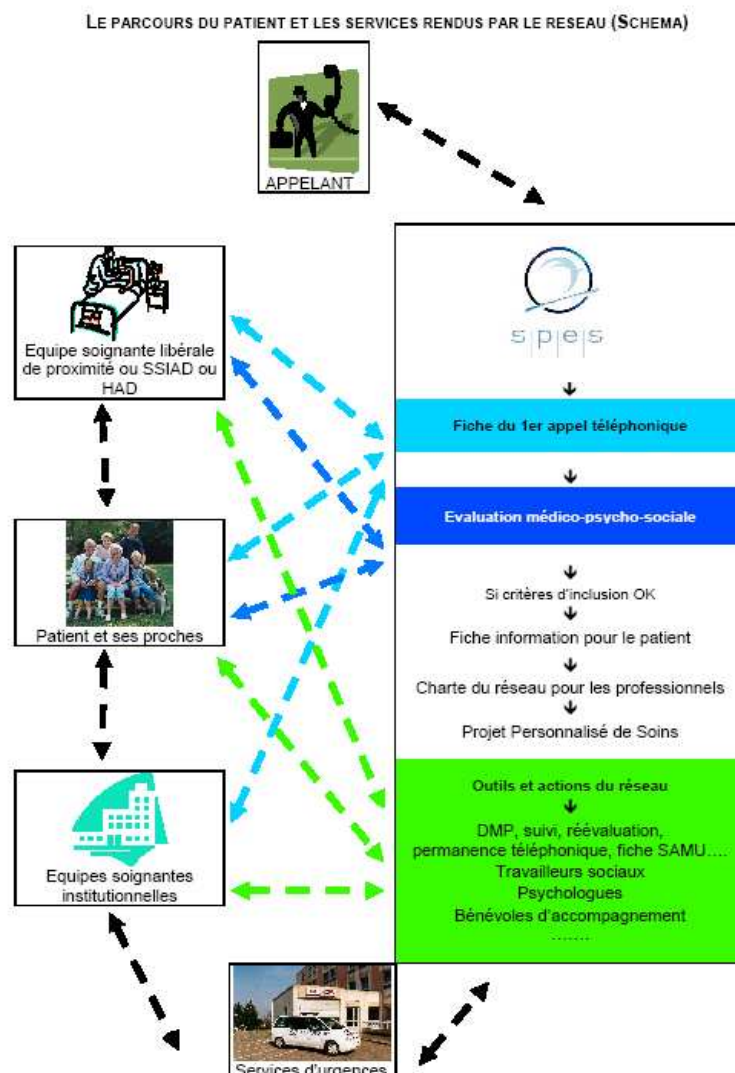 LE PARCOURS DU PATIENT ET LES SERVICES RENDUS PAR LE RESEAU (SCHEMA)
APPELANT
Equipe soignante libérale
de proximité ou SSIAD ou
HAD
Patient et ses proches
Equipes soignantes
institutionnelles
Services d'urgences
s|p|e|s
Fiche du 1er appel téléphonique
Evaluation médico-psycho-sociale
Si critères d'inclusion OK
Fiche information pour le patient
Charte du réseau pour les professionnels
Projet Personnalisé de Soins
Outils et actions du réseau
DMP, suivi, réévaluation,
permanence téléphonique, fiche SAMU....
Travailleurs sociaux
Psychologues
Bénévoles d'accompagnement
.......